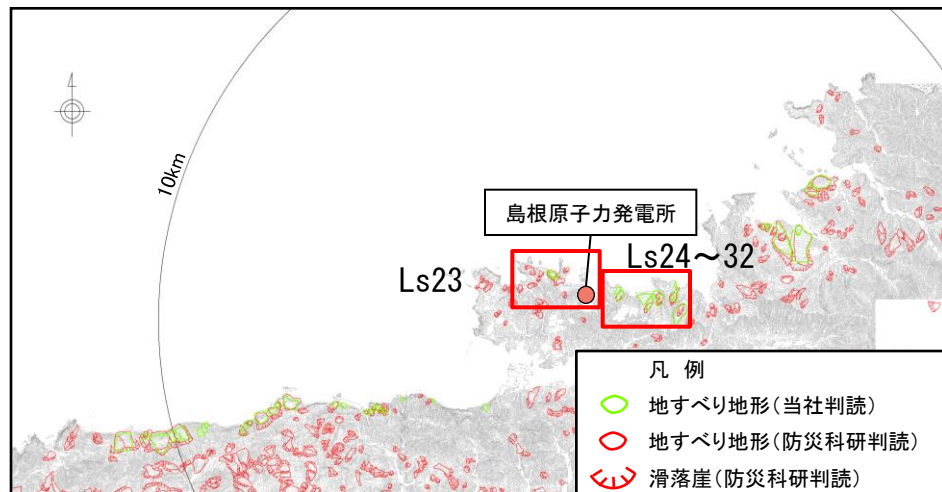 10km
島根原子力発電所
Ls24～32
Ls23
凡 例
地すべり地形(当社判読)
地すべり地形(防災科研判読)
滑落崖(防災科研判読)